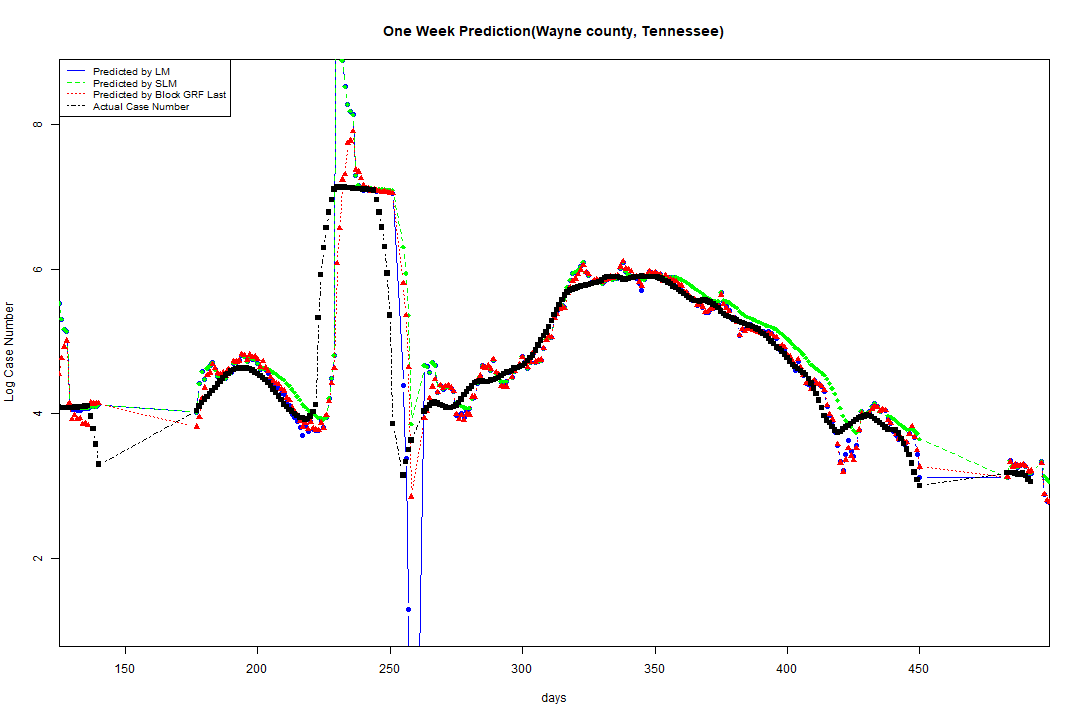 One Week Prediction(Wayne county, Tennessee)
Predicted by LM
Predicted by SLM
Predicted by Block GRF Last
Actual Case Number
8
6
4
2
Log Case Number
150 200 250 300 350 400 450
days